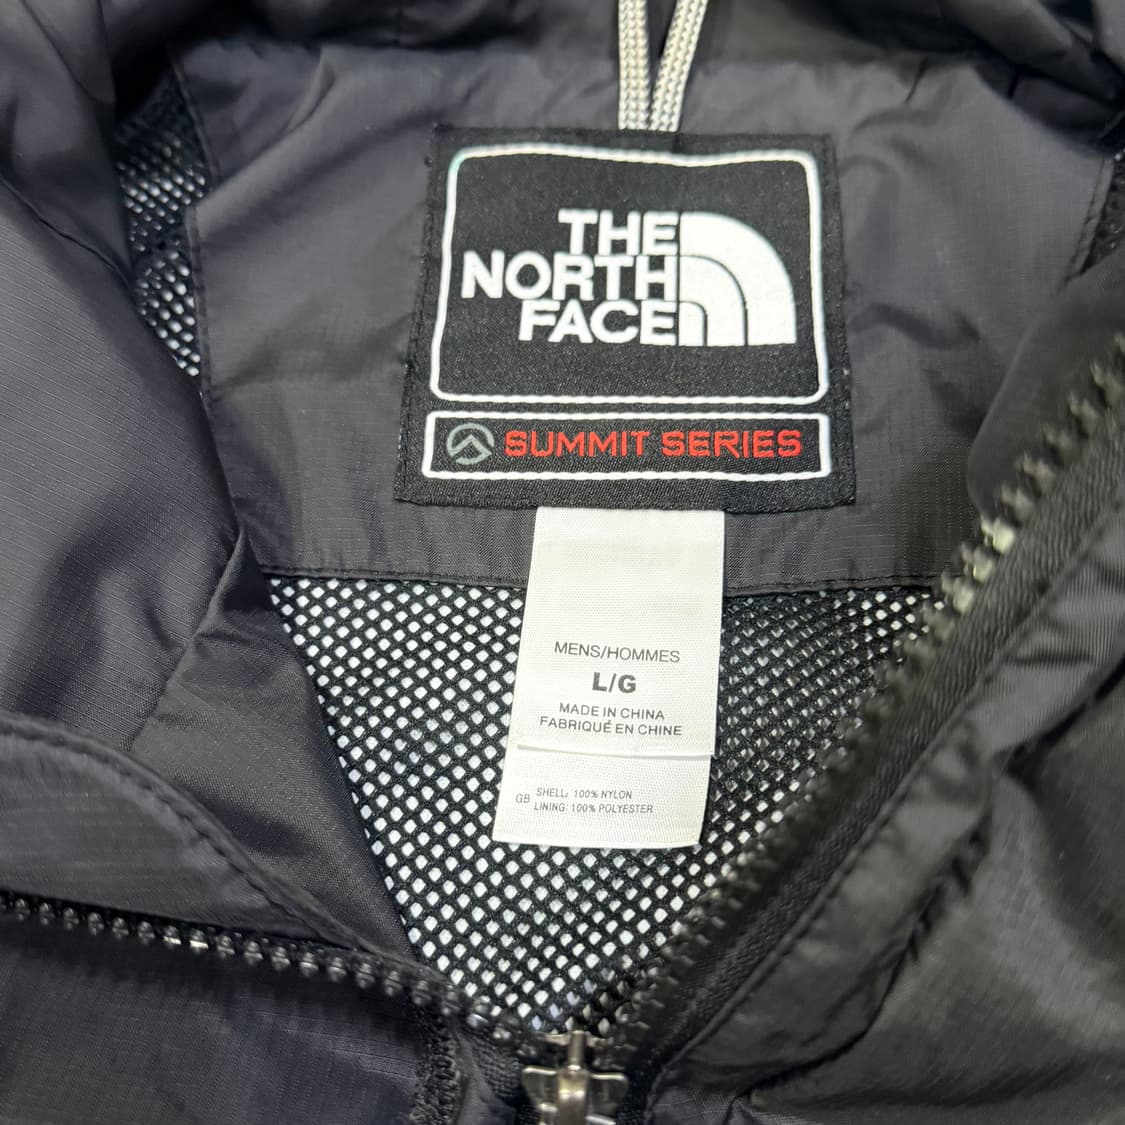 THE
NORTH
FACE
SUMMIT SERIES
MENS/HOMMES
L/G
MADE IN CHINA
FABRIQUÉ EN CHINE
GB SHELL: 100% NYLON
LINING: 100% POLYESTER